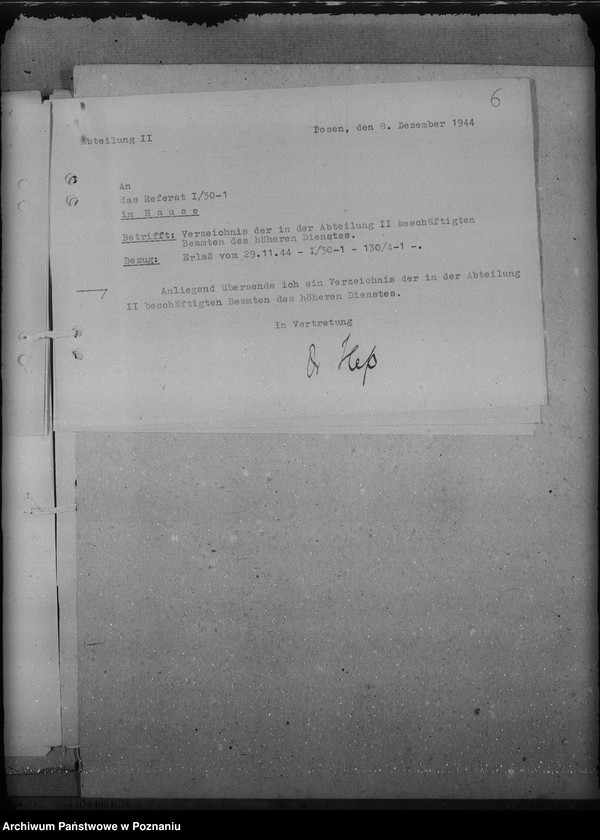 6
Abteilung II
Posen, den 8. Dezember 1944
An
das Referat I/30-1
im Hause
Betrifft: Verzeichnis der in der Abteilung II beschäftigten
Beamten des höheren Dienstes.
Bezug: Erlaß vom 29.11.44 - I/30-1 - 130/4-1 -.
Anliegend übersende ich ein Verzeichnis der in der Abteilung
II beschäftigten Beamten des höheren Dienstes.
In Vertretung
Dr Heß
Archiwum Państwowe w Poznaniu